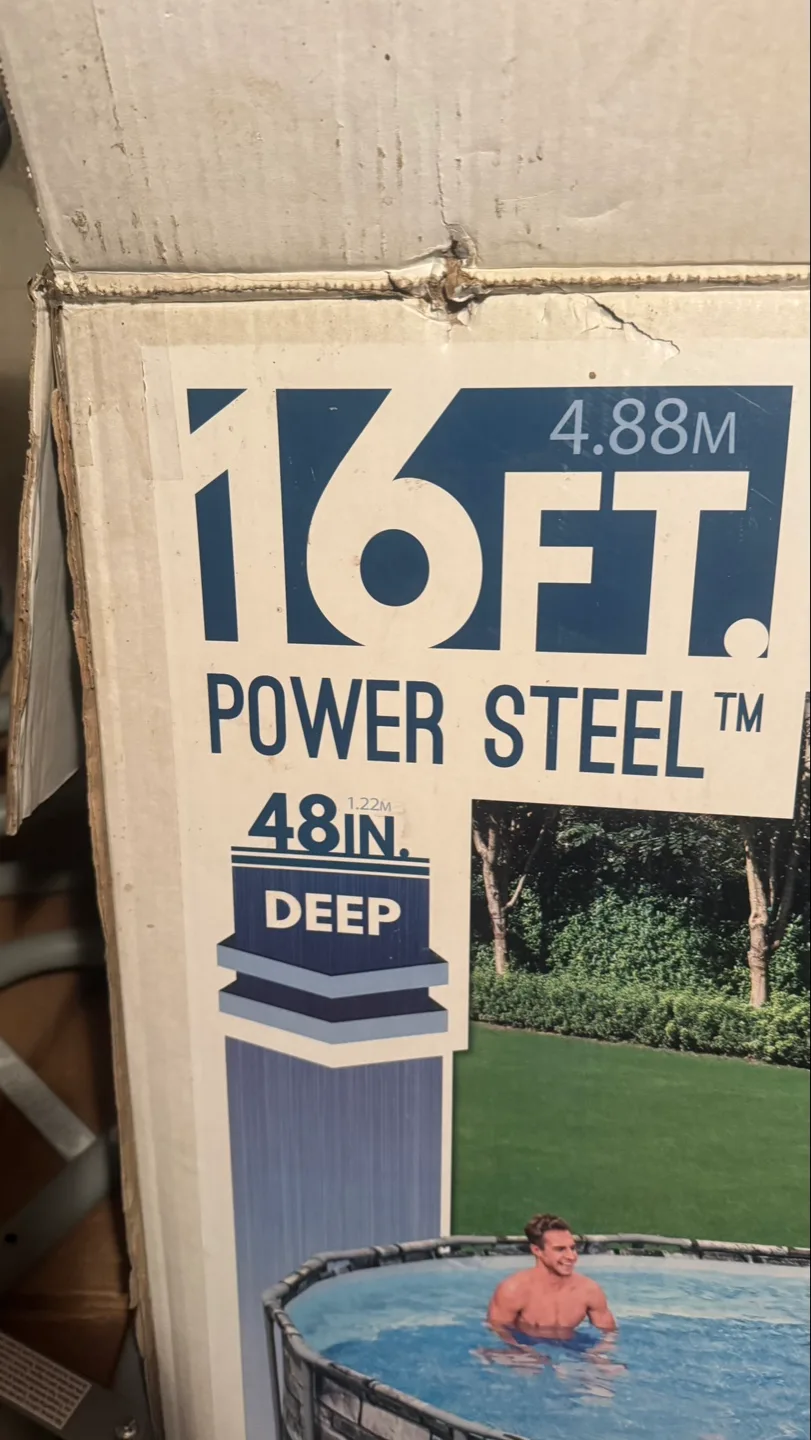 4.88M
16FT.
POWER STEEL™
48IN. 1.22M
DEEP